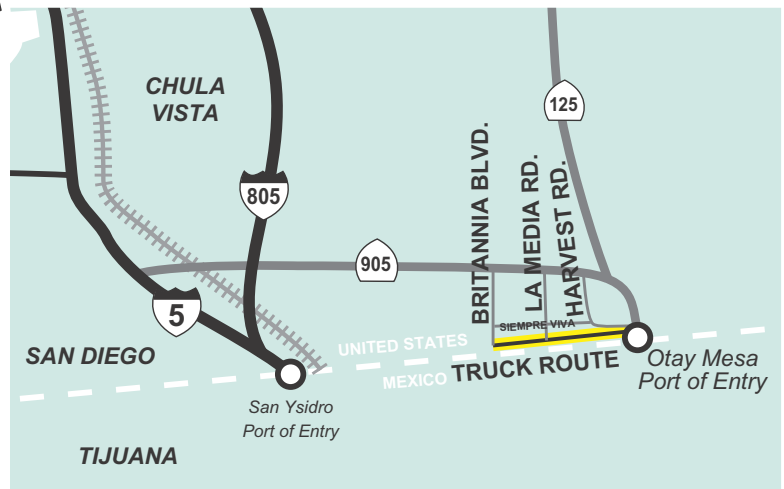 CHULA
VISTA
125
805
BRITANNIA BLVD.
LA MEDIA RD.
HARVEST RD.
905
5
SIEMPRE VIVA
UNITED STATES
SAN DIEGO
MEXICO
TRUCK ROUTE
Otay Mesa
Port of Entry
San Ysidro
Port of Entry
TIJUANA